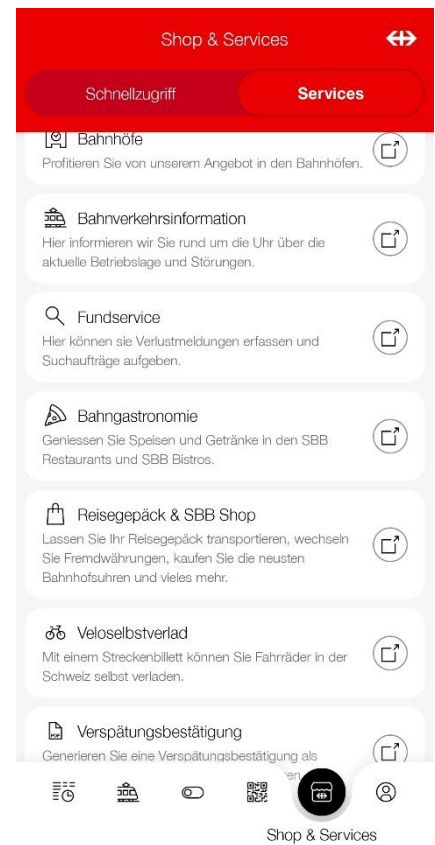 Shop & Services
Schnellzugriff
Services
Bahnhöfe
Profitieren Sie von unserem Angebot in den Bahnhöfen.
Bahnverkehrsinformation
Hier informieren wir Sie rund um die Uhr über die
aktuelle Betriebslage und Störungen.
Fundservice
Hier können sie Verlustmeldungen erfassen und
Suchaufträge aufgeben.
Bahngastronomie
Geniessen Sie Speisen und Getränke in den SBB
Restaurants und SBB Bistros.
Reisegepäck & SBB Shop
Lassen Sie Ihr Reisegepäck transportieren, wechseln
Sie Fremdwährungen, kaufen Sie die neusten
Bahnhofsuhren und vieles mehr.
Veloselbstverlad
Mit einem Streckenbillett können Sie Fahrräder in der
Schweiz selbst verladen.
PDF
Verspätungsbestätigung
Generieren Sie eine Verspätungsbestätigung als
Shop & Services